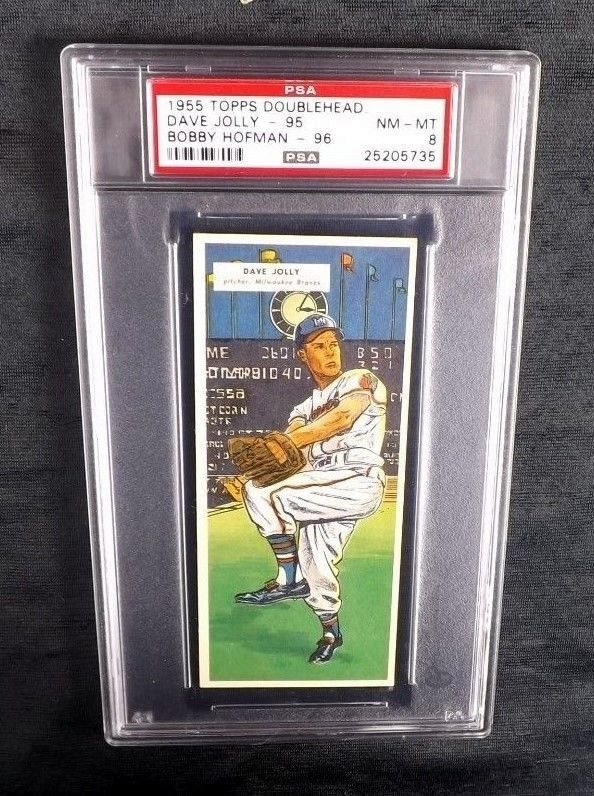 PSA
1955 TOPPS DOUBLEHEAD
DAVE JOLLY - 95 NM - MT
BOBBY HOFMAN - 96 8
PSA 25205735
DAVE JOLLY
pitcher, Milwaukee Braves
M
ME
B S O